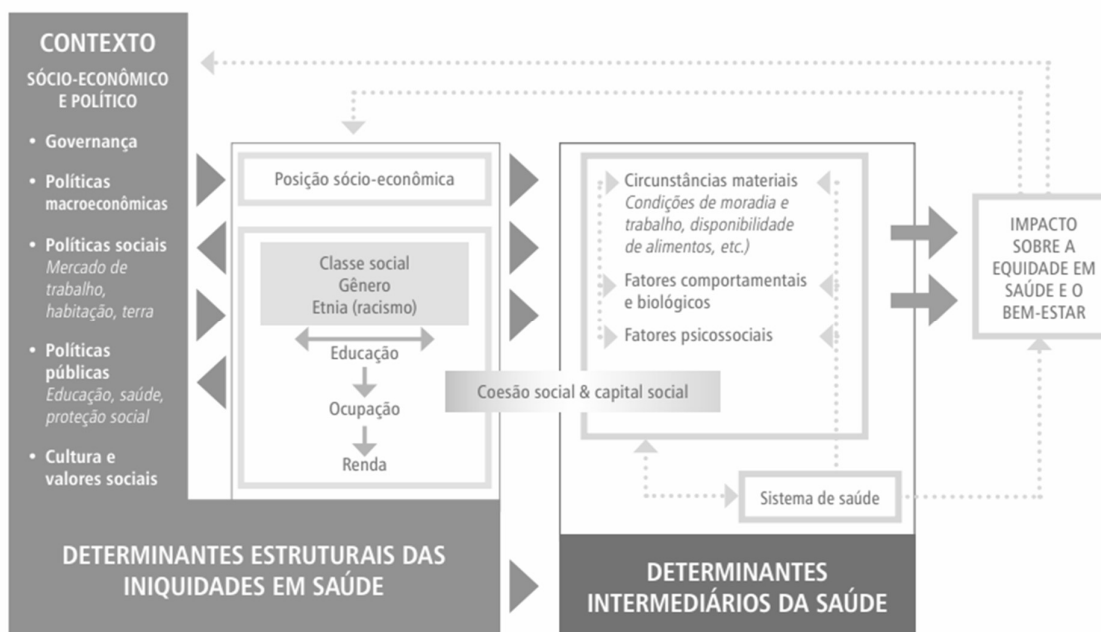 CONTEXTO
SÓCIO-ECONÔMICO
E POLÍTICO
• Governança
• Políticas
macroeconômicas
• Políticas sociais
Mercado de
trabalho,
habitação, terra
• Políticas
públicas
Educação, saúde,
proteção social
• Cultura e
valores sociais
Posição sócio-econômica
Classe social
Gênero
Etnia (racismo)
Educação
Ocupação
Renda
Coesão social & capital social
Circunstâncias materiais
Condições de moradia e
trabalho, disponibilidade
de alimentos, etc.)
Fatores comportamentais
e biológicos
Fatores psicossociais
Sistema de saúde
IMPACTO
SOBRE A
EQUIDADE EM
SAÚDE E O
BEM-ESTAR
DETERMINANTES ESTRUTURAIS DAS
INIQUIDADES EM SAÚDE
DETERMINANTES
INTERMEDIÁRIOS DA SAÚDE